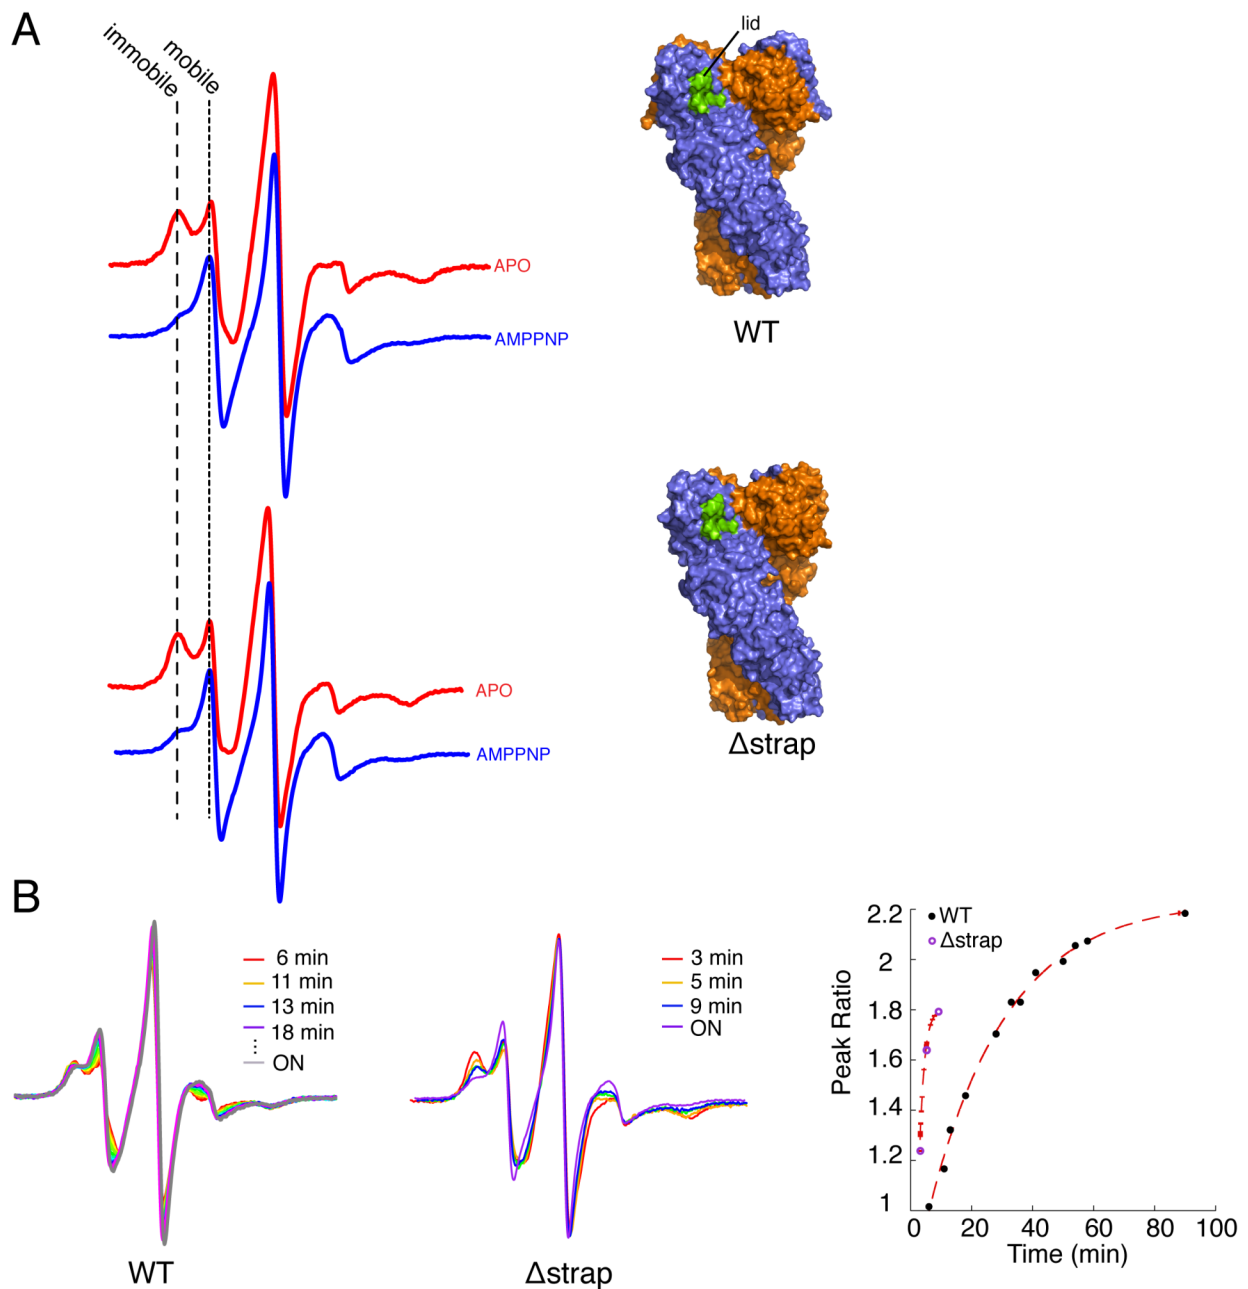 A
immobile
mobile
lid
APO
AMPPNP
WT
APO
AMPPNP
Δstrap
B
6 min
11 min
13 min
18 min
⋮
ON
WT
3 min
5 min
9 min
ON
Δstrap
WT
Δstrap
Peak Ratio
2.2
2
1.8
1.6
1.4
1.2
1
0 20 40 60 80 100
Time (min)